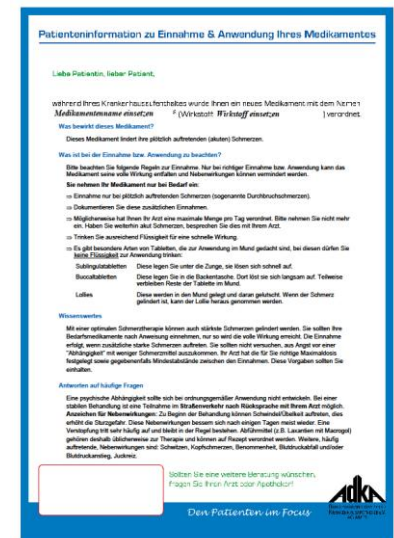 Patienteninformation zu Einnahme & Anwendung Ihres Medikamentes
Liebe Patientin, lieber Patient,
während Ihres Krankenhausaufenthaltes wurde Ihnen ein neues Medikament mit dem Namen
Medikamentenname einsetzen (Wirkstoff Wirkstoff einsetzen ) verordnet.
Was bewirkt dieses Medikament?
Dieses Medikament lindert ihre plötzlich auftretenden (akuten) Schmerzen.
Was ist bei der Einnahme bzw. Anwendung zu beachten?
Bitte beachten Sie folgende Regeln zur Einnahme. Nur bei richtiger Einnahme bzw. Anwendung kann das
Medikament seine volle Wirkung entfalten und Nebenwirkungen können vermindert werden.
Sie nehmen Ihr Medikament nur bei Bedarf ein:
⇒ Einnahme nur bei plötzlich auftretenden Schmerzen (sogenannte Durchbruchschmerzen).
⇒ Dokumentieren Sie diese zusätzlichen Einnahmen.
⇒ Möglicherweise hat Ihnen Ihr Arzt eine maximale Menge pro Tag verordnet. Bitte nehmen Sie nicht mehr
ein. Haben Sie weiterhin akut Schmerzen, besprechen Sie dies mit Ihrem Arzt.
⇒ Trinken Sie ausreichend Flüssigkeit für eine schnelle Wirkung.
⇒ Es gibt besondere Arten von Tabletten, die zur Anwendung im Mund gedacht sind, bei diesen dürfen Sie
keine Flüssigkeit zur Anwendung trinken:
Sublingualtabletten Diese legen Sie unter die Zunge, sie lösen sich schnell auf.
Buccaltabletten Diese legen Sie in die Backentasche. Dort löst sie sich langsam auf. Teilweise
verbleiben Reste der Tablette im Mund.
Lollies Diese werden in den Mund gelegt und daran gelutscht. Wenn der Schmerz
gelindert ist, kann der Lollie heraus genommen werden.
Wissenswertes
Mit einer optimalen Schmerztherapie können auch stärkste Schmerzen gelindert werden. Sie sollten Ihre
Bedarfsmedikamente nach Anweisung einnehmen, nur so wird die volle Wirkung erreicht. Die Einnahme
erfolgt, wenn zusätzliche starke Schmerzen auftreten. Sie sollten nicht versuchen, aus Angst vor einer
"Abhängigkeit" mit weniger Schmerzmittel auszukommen. Ihr Arzt hat die für Sie richtige Maximaldosis
festgelegt sowie gegebenenfalls Mindestabstände zwischen den Einnahmen. Diese Vorgaben sollten Sie
einhalten.
Antworten auf häufige Fragen
Eine psychische Abhängigkeit sollte sich bei ordnungsgemäßer Anwendung nicht entwickeln. Bei einer
stabilen Behandlung ist eine Teilnahme im Straßenverkehr nach Rücksprache mit Ihrem Arzt möglich.
Anzeichen für Nebenwirkungen: Zu Beginn der Behandlung können Schwindel/Übelkeit auftreten, dies
erhöht die Sturzgefahr. Diese Nebenwirkungen bessern sich nach einigen Tagen meist wieder. Eine
Verstopfung tritt sehr häufig auf und bleibt in der Regel bestehen. Abführmittel (z.B. Laxantien mit Macrogol)
gehören deshalb üblicherweise zur Therapie und können auf Rezept verordnet werden. Weitere, häufig
auftretende, Nebenwirkungen sind: Schwitzen, Kopfschmerzen, Benommenheit, Blutdruckabfall und/oder
Blutdruckanstieg, Juckreiz.
Sollten Sie eine weitere Beratung wünschen,
fragen Sie Ihren Arzt oder Apotheker!
Den Patienten im Focus
ADKA